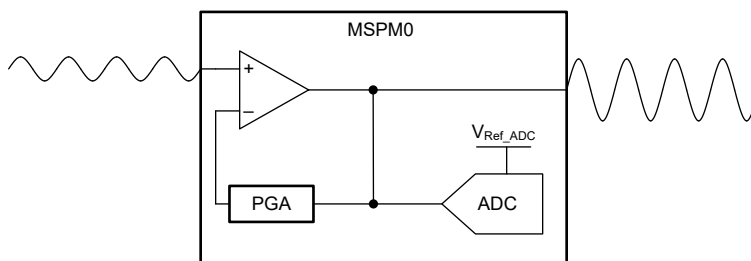 MSPM0
+
−
V_Ref_ADC
PGA
ADC